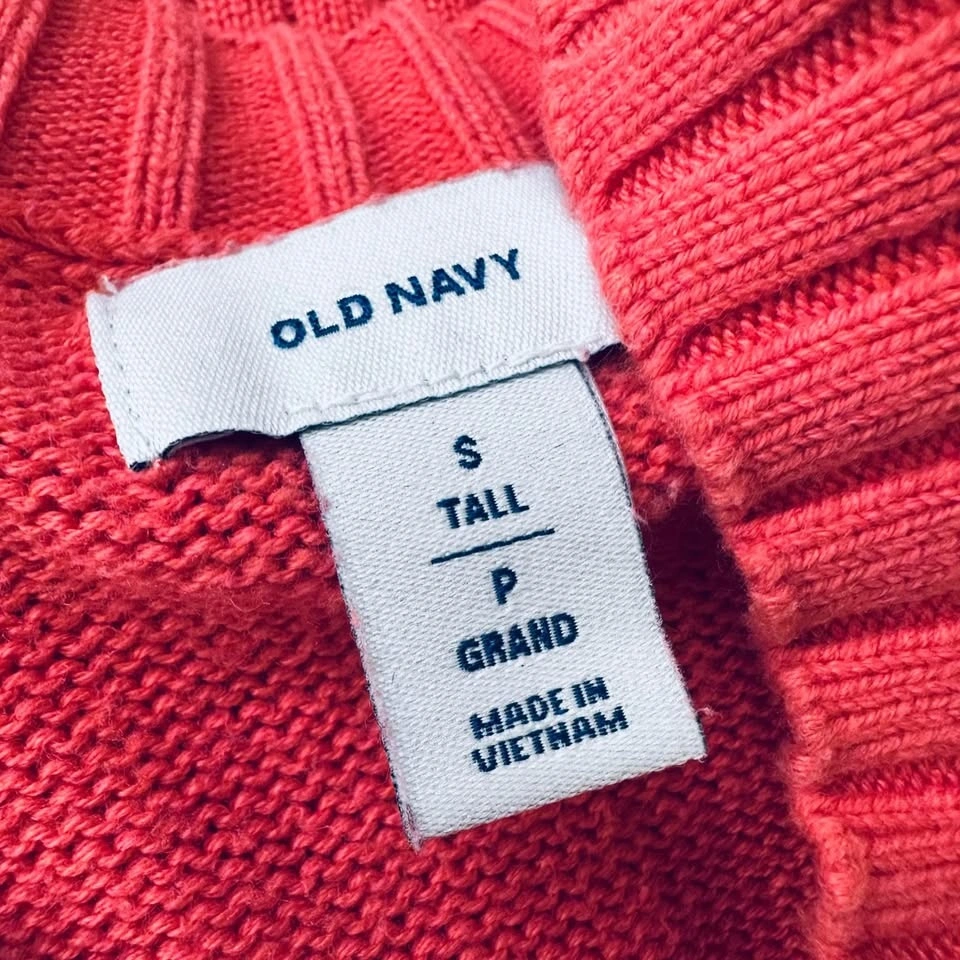 OLD NAVY
S
TALL
P
GRAND
MADE IN
VIETNAM